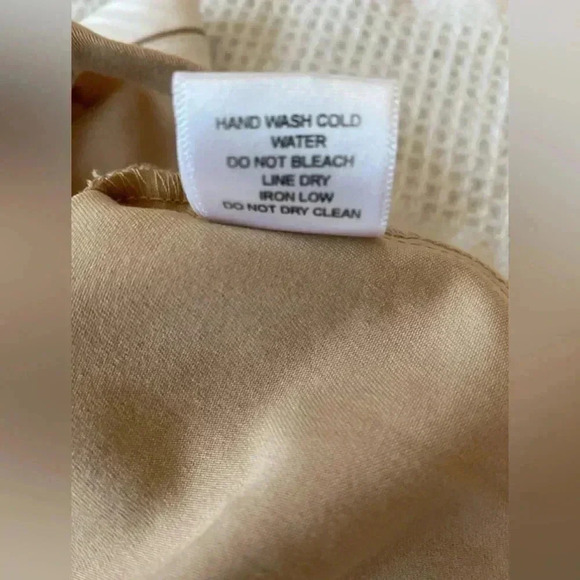 HAND WASH COLD
WATER
DO NOT BLEACH
LINE DRY
IRON LOW
DO NOT DRY CLEAN